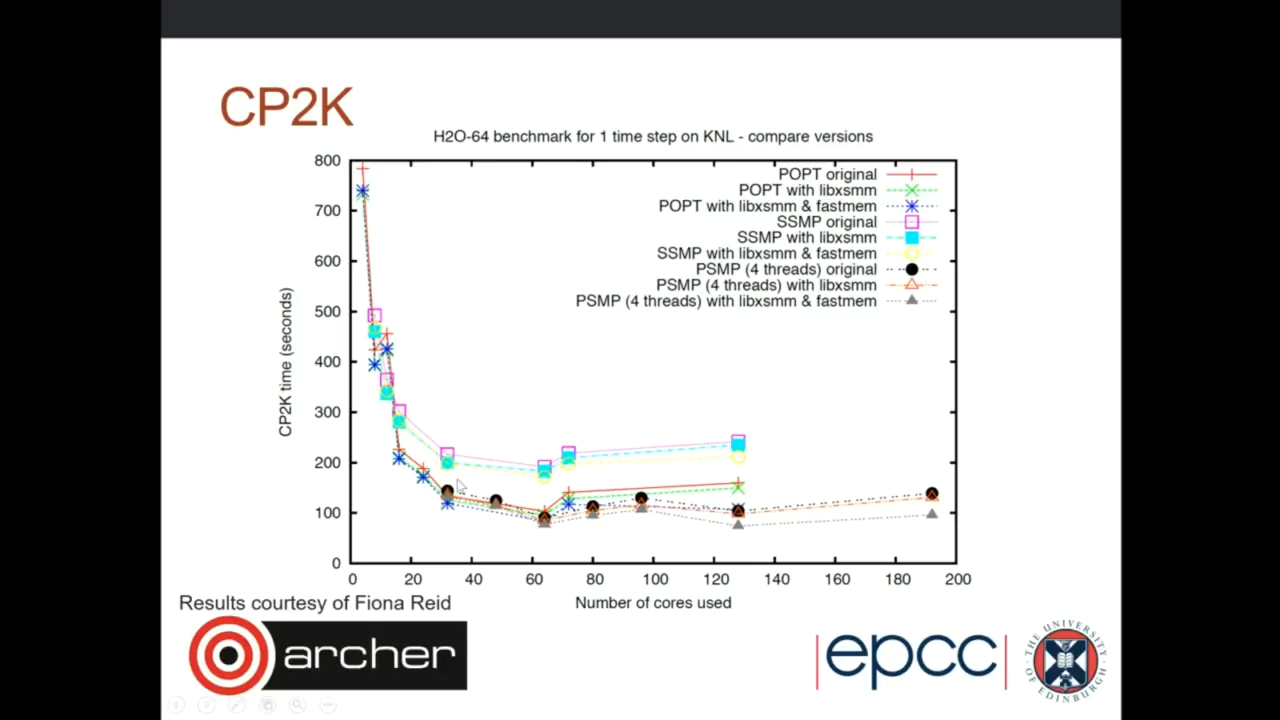 CP2K
H2O-64 benchmark for 1 time step on KNL - compare versions
POPT original
POPT with libxsmm
POPT with libxsmm & fastmem
SSMP original
SSMP with libxsmm
SSMP with libxsmm & fastmem
PSMP (4 threads) original
PSMP (4 threads) with libxsmm
PSMP (4 threads) with libxsmm & fastmem
CP2K time (seconds)
800
700
600
500
400
300
200
100
0
0 20 40 60 80 100 120 140 160 180 200
Number of cores used
Results courtesy of Fiona Reid
archer
epcc
THE UNIVERSITY OF EDINBURGH